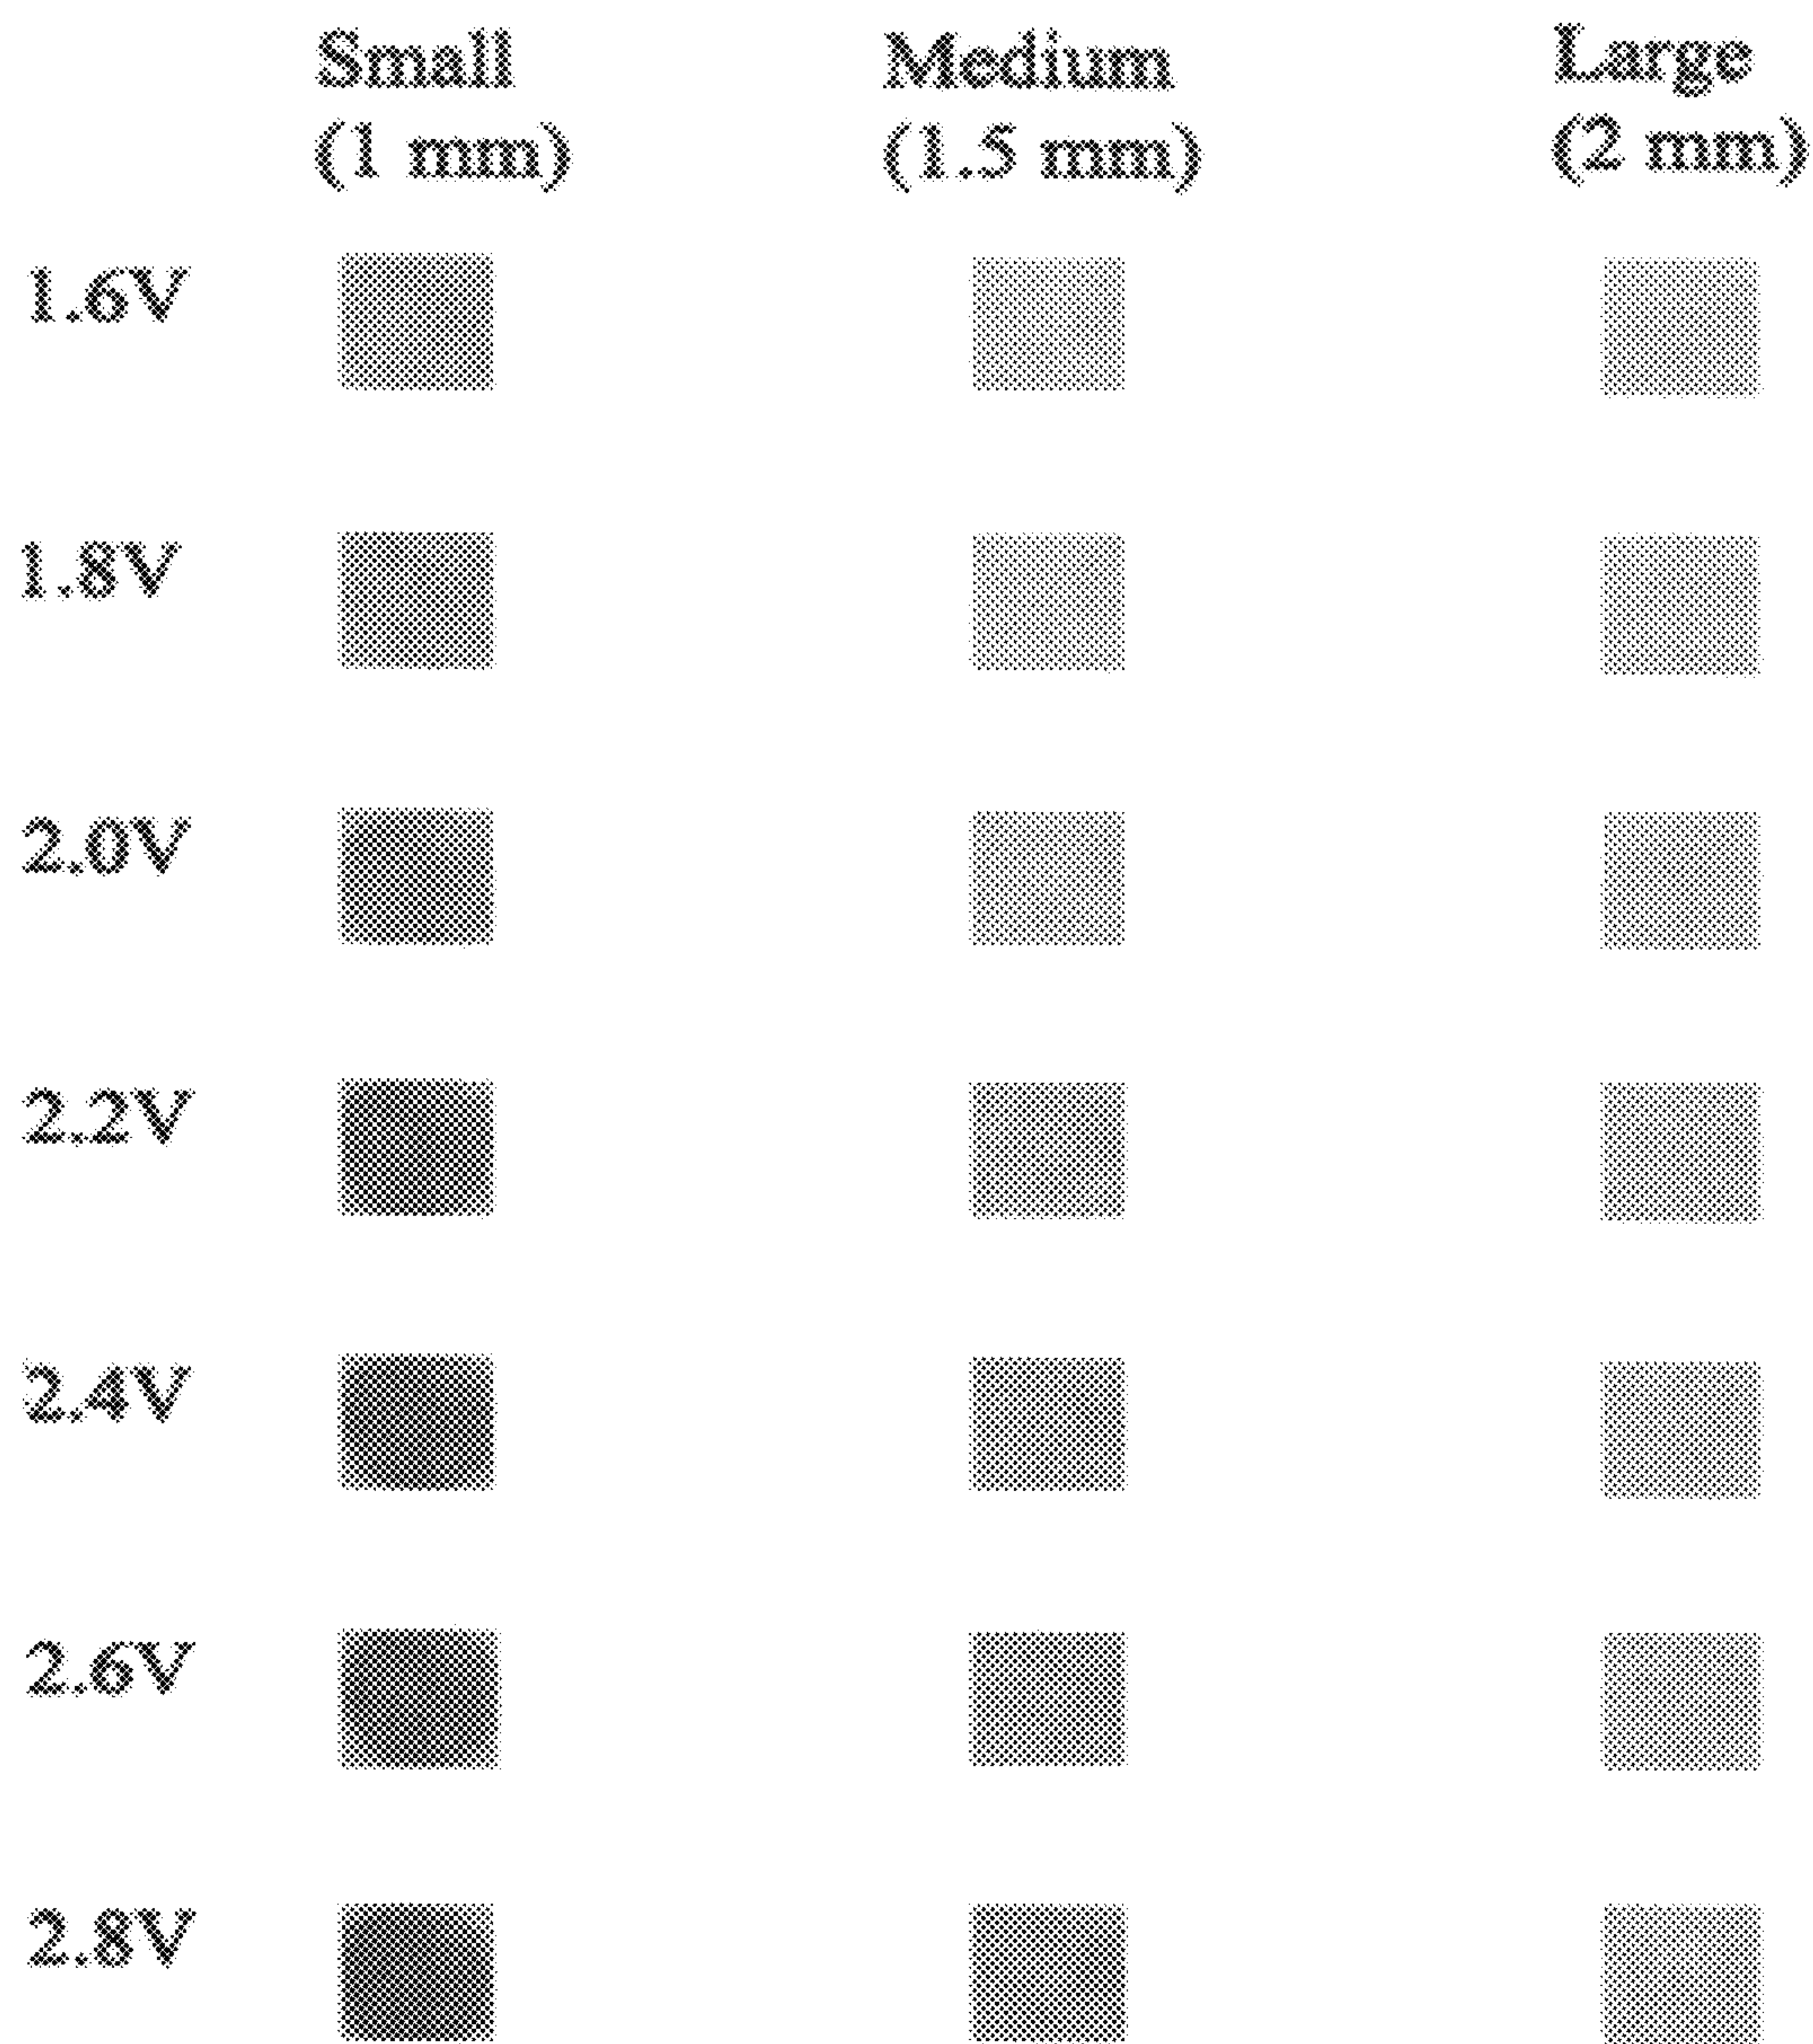 Small
(1 mm)
Medium
(1.5 mm)
Large
(2 mm)
1.6V
1.8V
2.0V
2.2V
2.4V
2.6V
2.8V